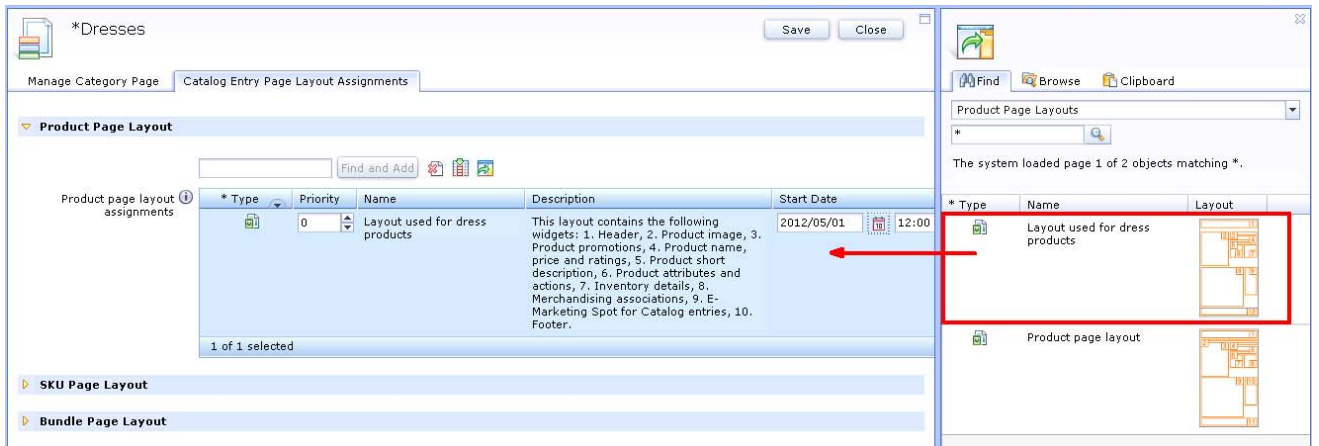 *Dresses
Save
Close
Manage Category Page
Catalog Entry Page Layout Assignments
Product Page Layout
Find and Add
Product page layout
assignments
* Type
Priority
Name
Description
Start Date
0
Layout used for dress
products
This layout contains the following
widgets: 1. Header, 2. Product image, 3.
Product promotions, 4. Product name,
price and ratings, 5. Product short
description, 6. Product attributes and
actions, 7. Inventory details, 8.
Merchandising associations, 9. E-
Marketing Spot for Catalog entries, 10.
Footer.
2012/05/01
12:00
1 of 1 selected
SKU Page Layout
Bundle Page Layout
Find
Browse
Clipboard
Product Page Layouts
*
The system loaded page 1 of 2 objects matching *.
* Type
Name
Layout
Layout used for dress
products
Product page layout